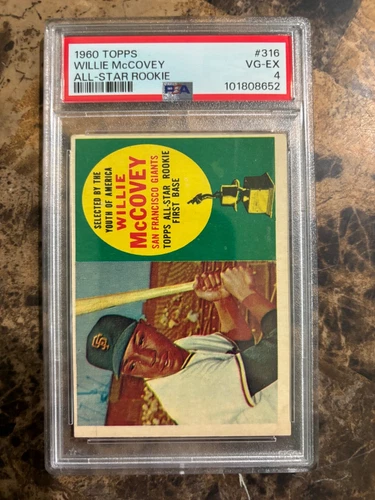 1960 TOPPS #316
WILLIE McCOVEY VG-EX
ALL-STAR ROOKIE 4
PSA 101808652
SELECTED BY THE
YOUTH OF AMERICA
WILLIE
McCOVEY
SAN FRANCISCO GIANTS
TOPPS ALL-STAR ROOKIE
FIRST BASE
SF